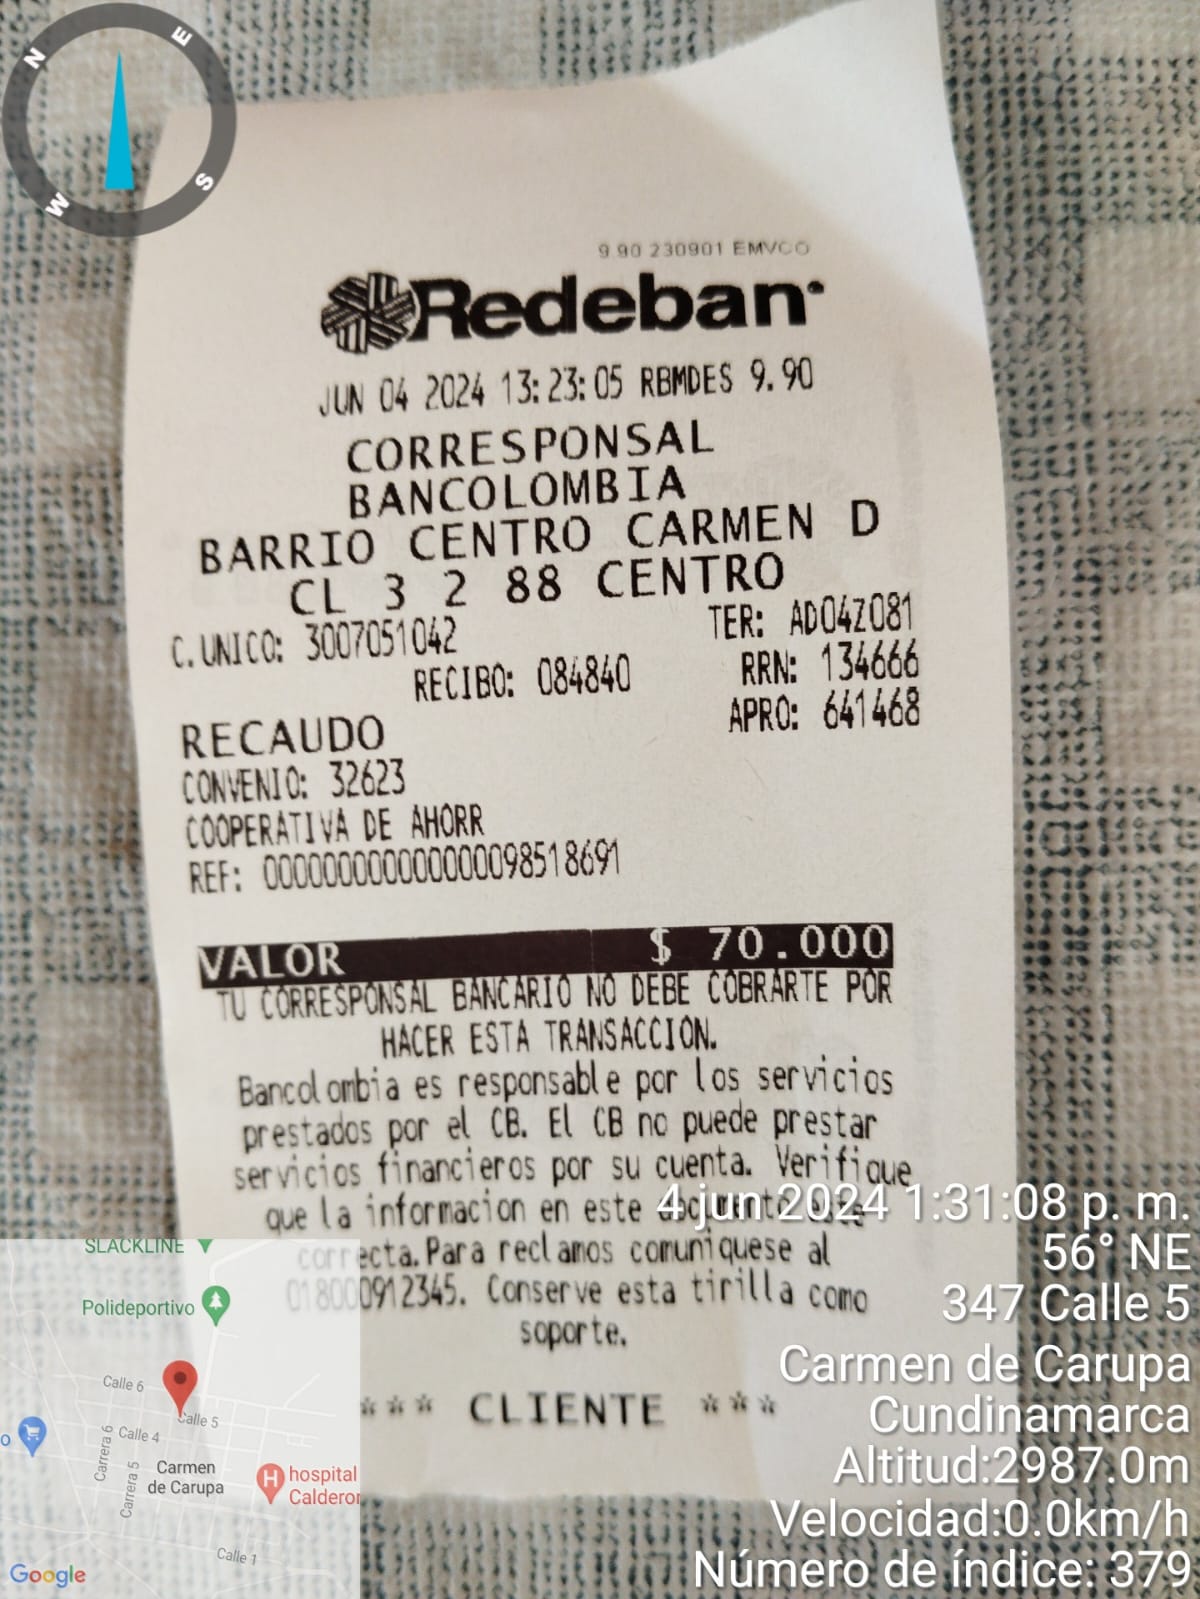 N
E
W
S
9.90 230901 EMVCO
Redeban
JUN 04 2024 13:23:05 RBMDES 9.90
CORRESPONSAL
BANCOLOMBIA
BARRIO CENTRO CARMEN D
CL 3 2 88 CENTRO
C. UNICO: 3007051042 TER: AD04Z081
RECIBO: 084840 RRN: 134666
RECAUDO APRO: 641468
CONVENIO: 32623
COOPERATIVA DE AHORR
REF: 0000000000000000098518691
VALOR $ 70.000
TU CORRESPONSAL BANCARIO NO DEBE COBRARTE POR
HACER ESTA TRANSACCION.
Bancolombia es responsable por los servicios
prestados por el CB. El CB no puede prestar
servicios financieros por su cuenta. Verifique
que la informacion en este documento este
correcta. Para reclamos comuniquese al
018000912345. Conserve esta tirilla como
soporte.
*** CLIENTE ***
4 jun 2024 1:31:08 p. m.
56° NE
347 Calle 5
Carmen de Carupa
Cundinamarca
Altitud:2987.0m
Velocidad:0.0km/h
Número de índice: 379
SLACKLINE
Polideportivo
Calle 6
Calle 5
Carrera 6
Calle 4
o
Carrera 5
Carmen
de Carupa
H
hospital
Calderon
Calle 1
Google